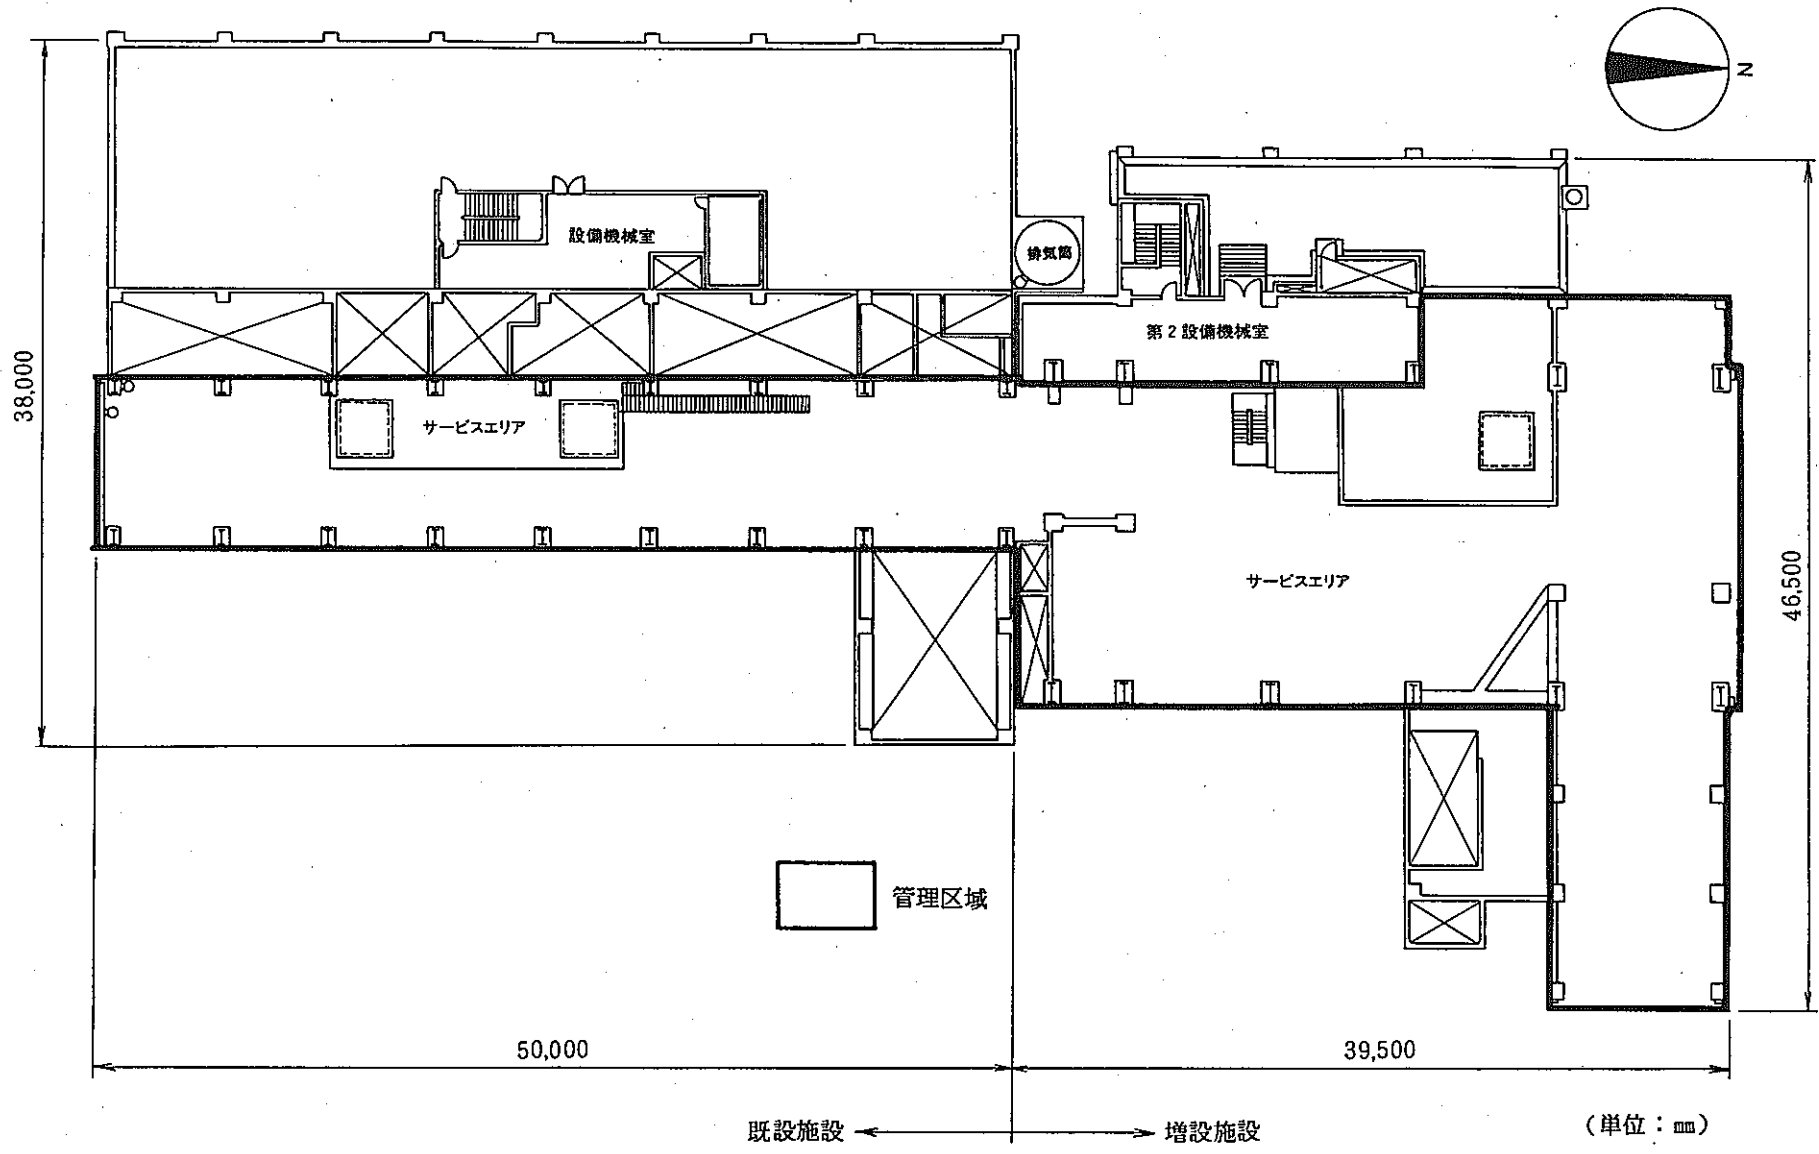 N
38,000
設備機械室
排気筒
第2設備機械室
サービスエリア
サービスエリア
46,500
管理区域
50,000
39,500
既設施設
増設施設
(単位:㎜)